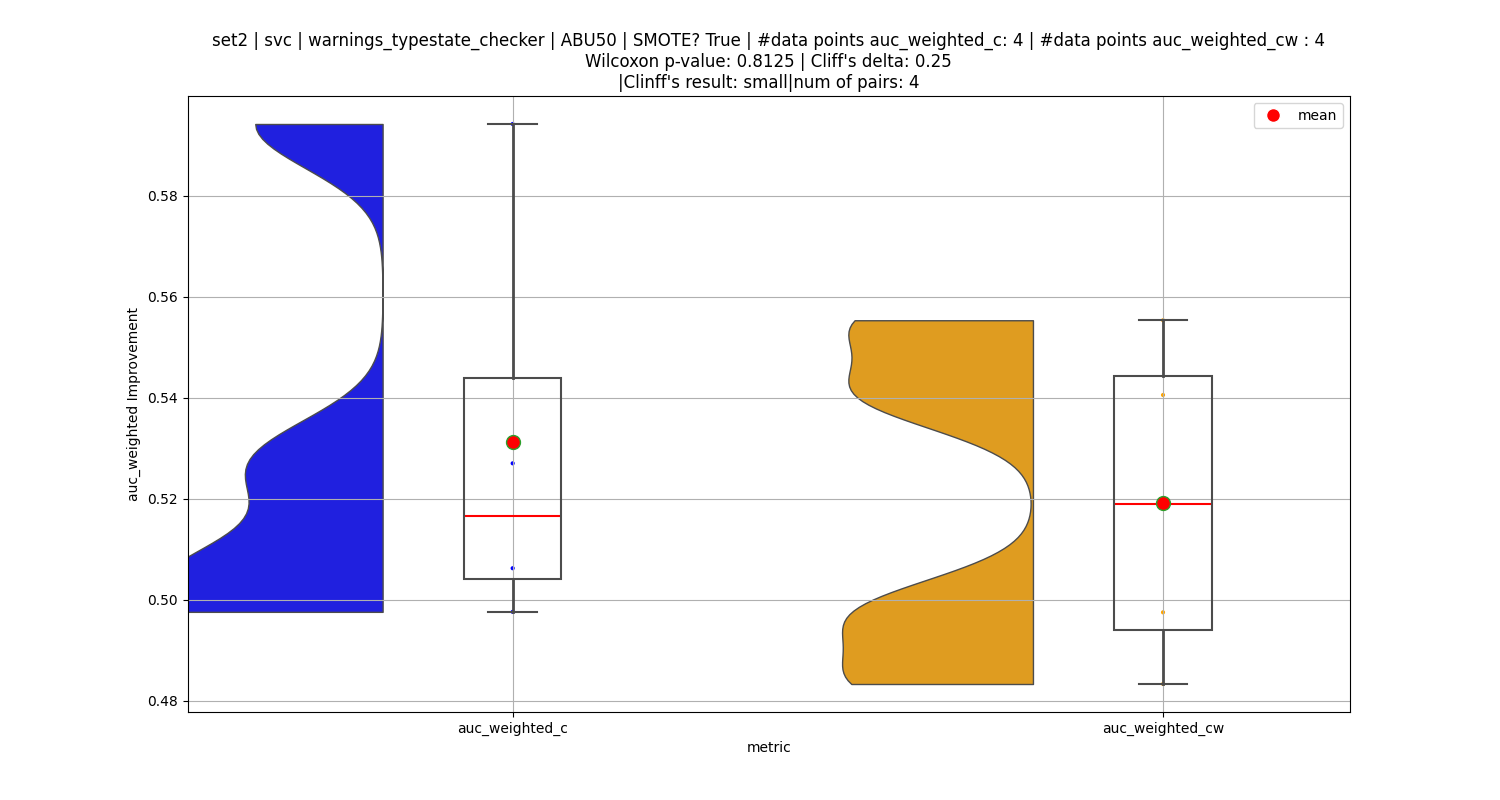 set2 | svc | warnings_typestate_checker | ABU50 | SMOTE? True | #data points auc_weighted_c: 4 | #data points auc_weighted_cw : 4
Wilcoxon p-value: 0.8125 | Cliff's delta: 0.25
|Clinff's result: small|num of pairs: 4
mean
0.58
0.56
0.54
0.52
0.50
0.48
auc_weighted Improvement
auc_weighted_c
auc_weighted_cw
metric